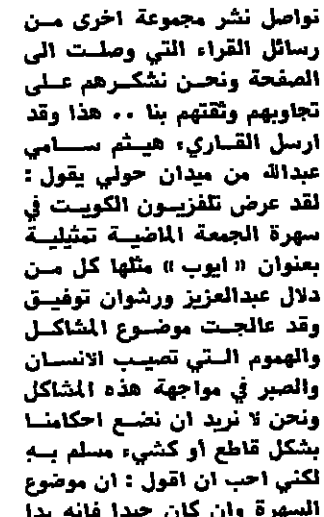 نواصل نشر مجموعة اخرى من
رسائل القراء التي وصلت الى
الصفحة ونحن نشكرهم على
تجاوبهم وثقتهم بنا .. هذا وقد
ارسل القاريء هيثم سامي
عبدالله من ميدان حولي يقول :
لقد عرض تلفزيون الكويت في
سهرة الجمعة الماضية تمثيلية
بعنوان « ايوب » مثلها كل من
دلال عبدالعزيز ورشوان توفيق
وقد عالجت موضوع المشاكل
والهموم التي تصيب الانسان
والصبر في مواجهة هذه المشاكل
ونحن لا نريد ان نضع احكامنا
بشكل قاطع أو كشيء مسلم به
لكني احب ان اقول : ان موضوع
السهرة وان كان جيدا فانه بدا